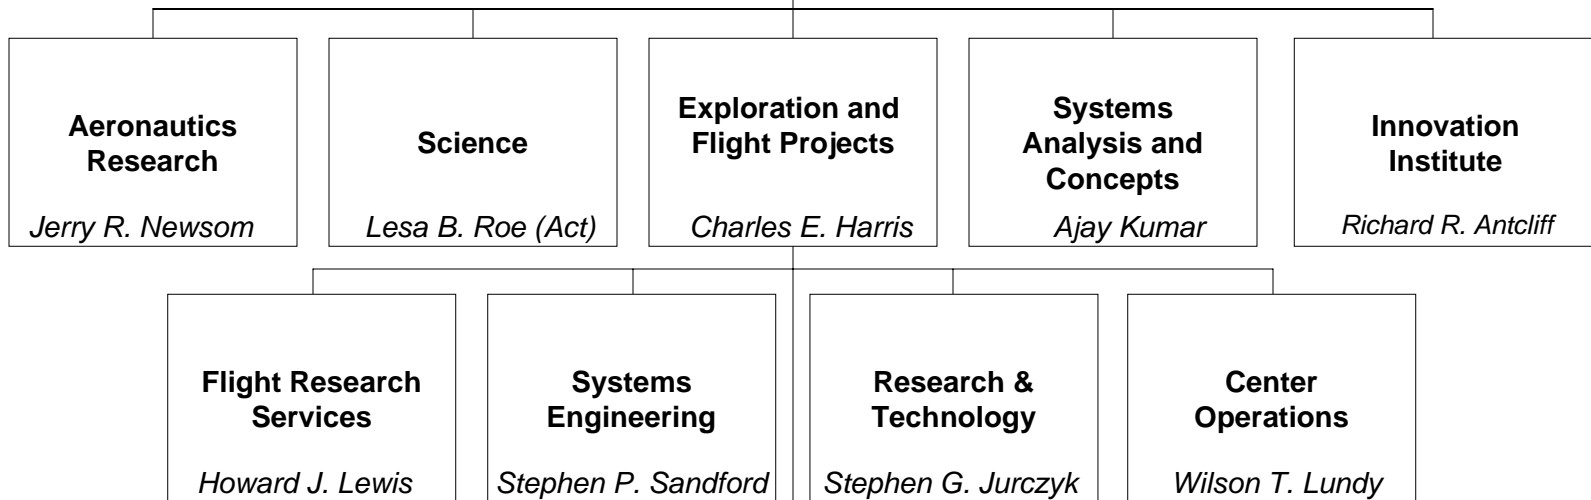 Aeronautics
Research
Jerry R. Newsom
Science
Lesa B. Roe (Act)
Exploration and
Flight Projects
Charles E. Harris
Systems
Analysis and
Concepts
Ajay Kumar
Innovation
Institute
Richard R. Antcliff
Flight Research
Services
Howard J. Lewis
Systems
Engineering
Stephen P. Sandford
Research &
Technology
Stephen G. Jurczyk
Center
Operations
Wilson T. Lundy